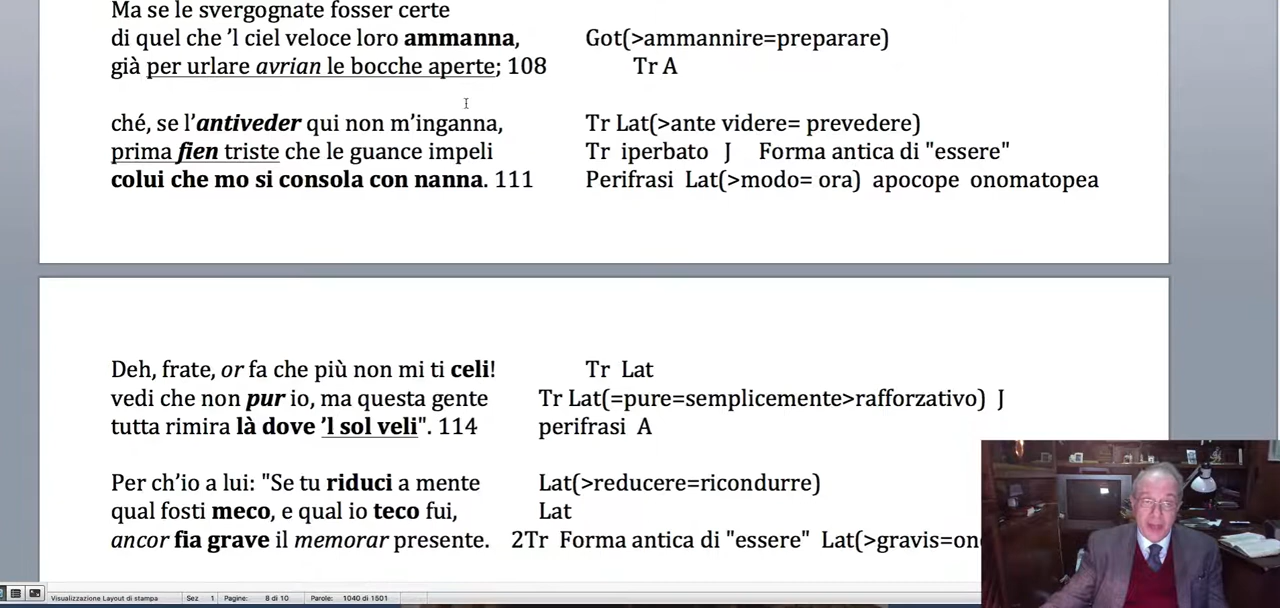 Ma se le svergognate fosser certe
di quel che 'l ciel veloce loro ammanna, Got(>ammannire=preparare)
già per urlare avrian le bocche aperte; 108 Tr A
ché, se l'antiveder qui non m'inganna, Tr Lat(>ante videre= prevedere)
prima fien triste che le guance impeli Tr iperbato J Forma antica di "essere"
colui che mo si consola con nanna. 111 Perifrasi Lat(>modo= ora) apocope onomatopea
Deh, frate, or fa che più non mi ti celi! Tr Lat
vedi che non pur io, ma questa gente Tr Lat(=pure=semplicemente>rafforzativo) J
tutta rimira là dove 'l sol veli". 114 perifrasi A
Per ch'io a lui: "Se tu riduci a mente Lat(>reducere=ricondurre)
qual fosti meco, e qual io teco fui, Lat
ancor fia grave il memorar presente. 2Tr Forma antica di "essere" Lat(>gravis=on
Visualizzazione Layout di stampa Sez 1 Pagine: 8 di 10 Parole: 1040 di 1501